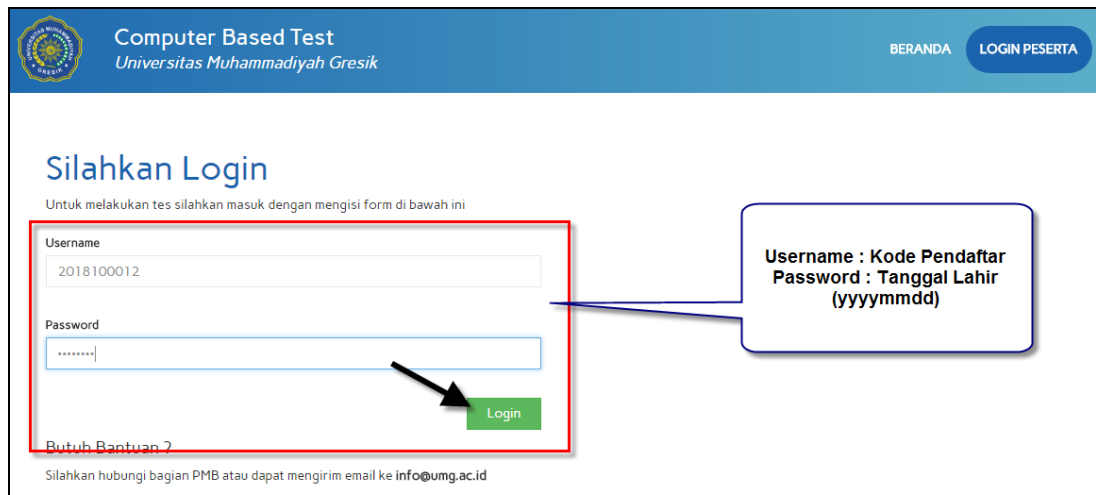 Computer Based Test
Universitas Muhammadiyah Gresik
BERANDA
LOGIN PESERTA
Silahkan Login
Untuk melakukan tes silahkan masuk dengan mengisi form di bawah ini
Username
2018100012
Password
••••••••
Login
Username : Kode Pendaftar
Password : Tanggal Lahir
(yyyymmdd)
Butuh Bantuan ?
Silahkan hubungi bagian PMB atau dapat mengirim email ke info@umg.ac.id